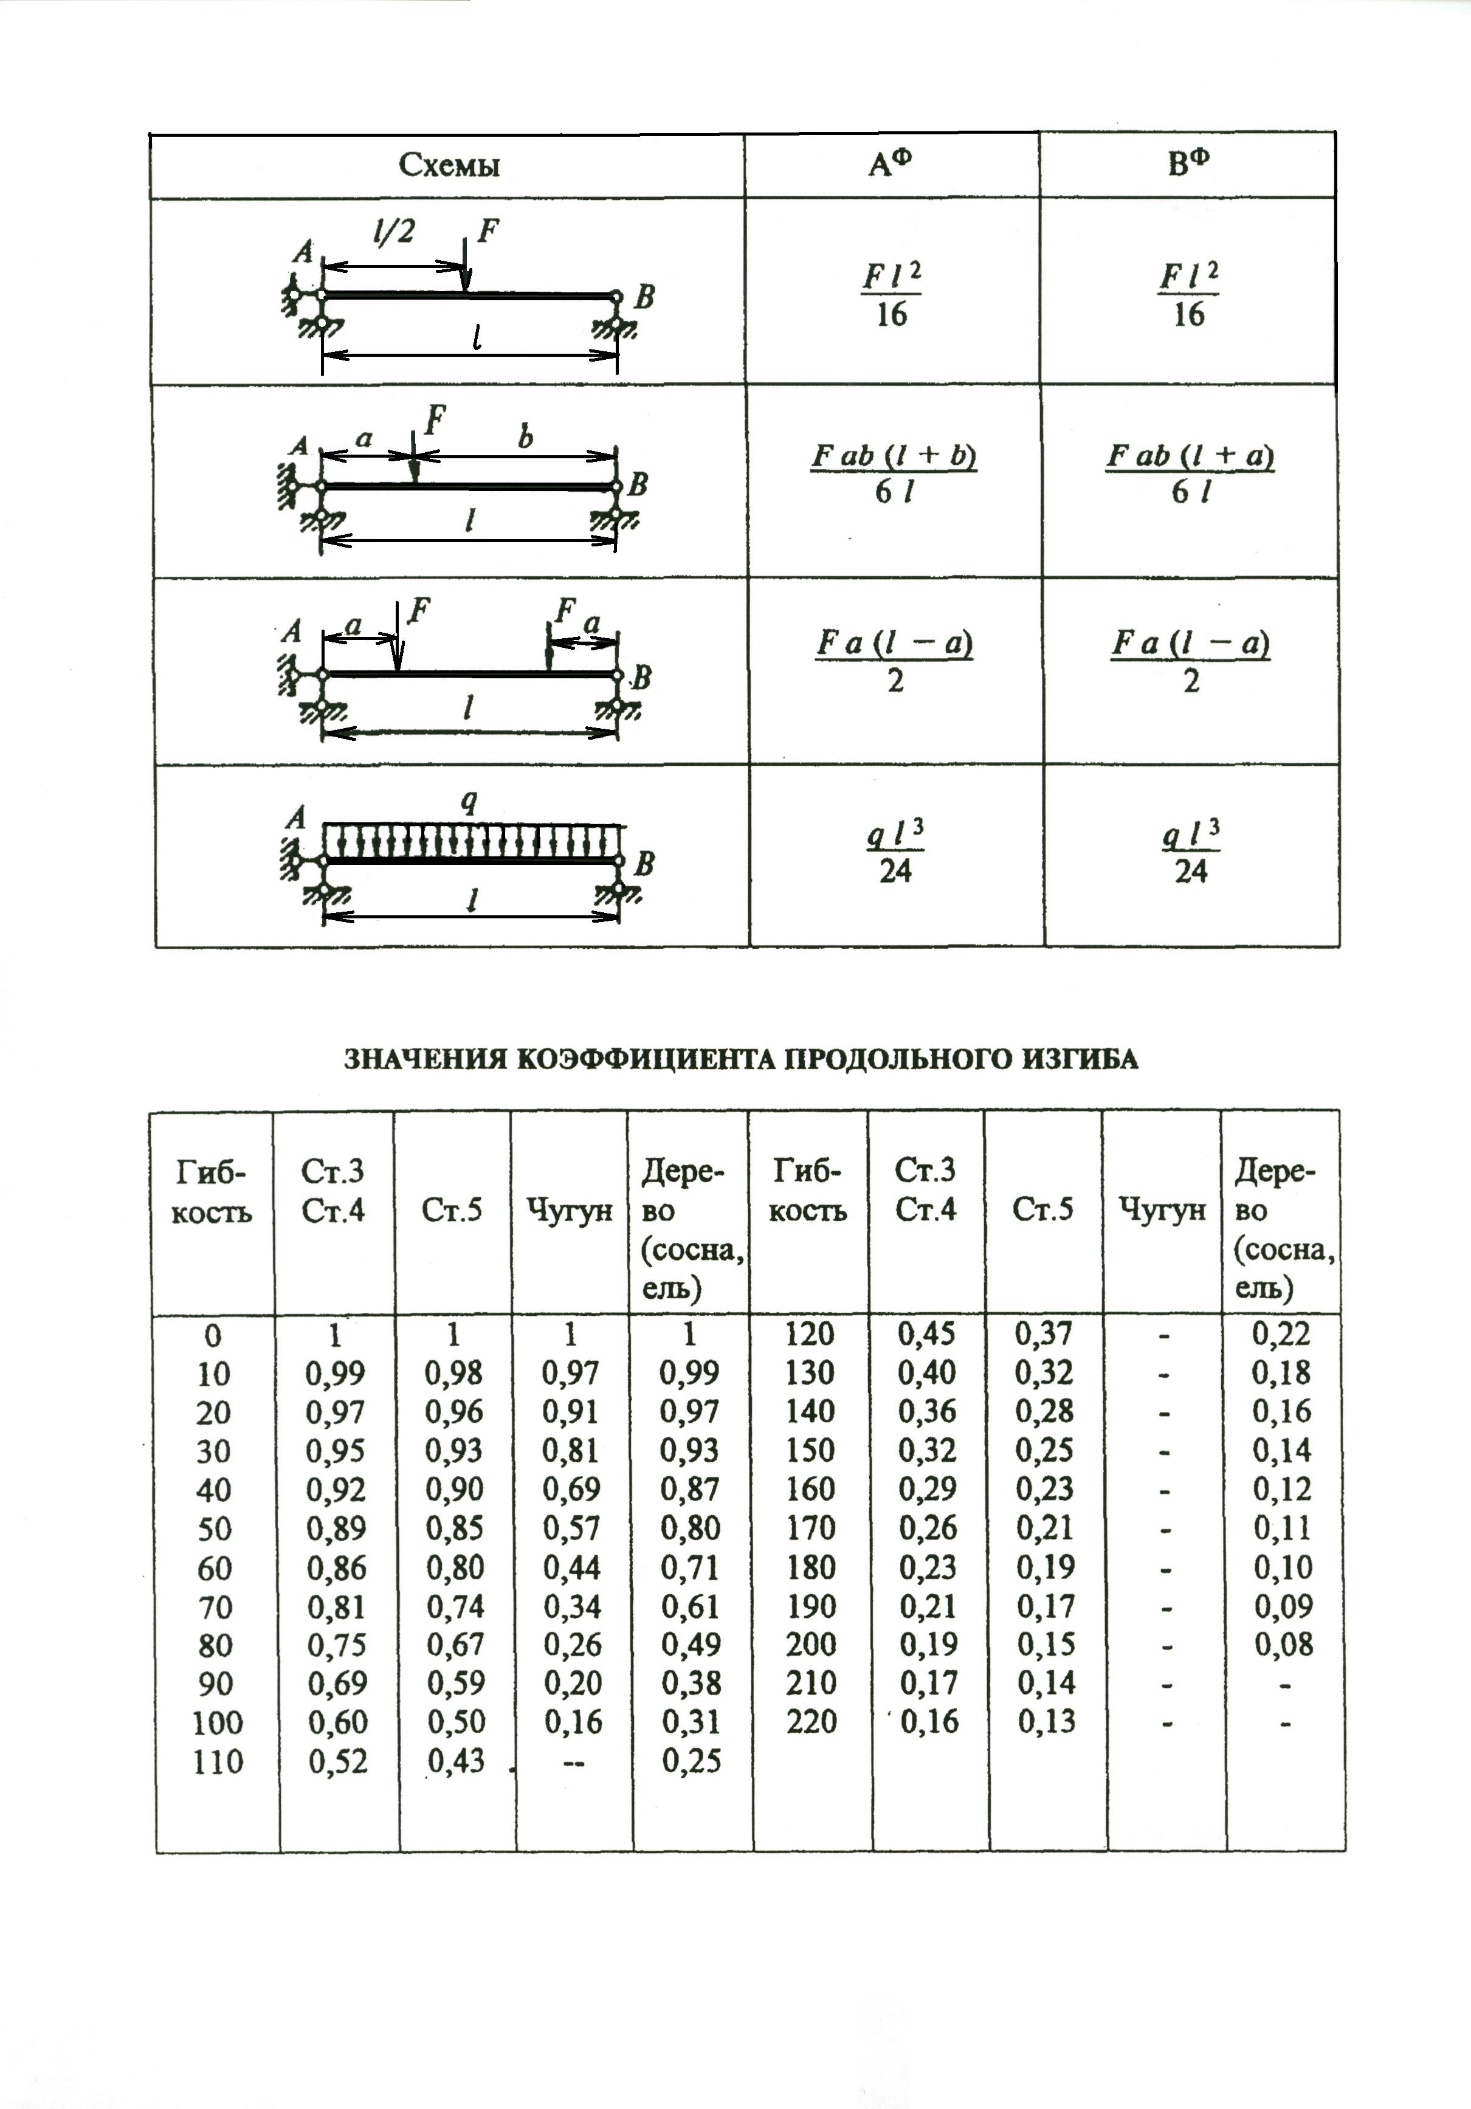 Схемы Aᶲ Bᶲ
l/2 F
A
B
l
F l² / 16
F l² / 16
F
A a b
B
l
F ab (l + b) / 6 l
F ab (l + a) / 6 l
F F
A a a
B
l
F a (l − a) / 2
F a (l − a) / 2
q
A
B
l
q l³ / 24
q l³ / 24
ЗНАЧЕНИЯ КОЭФФИЦИЕНТА ПРОДОЛЬНОГО ИЗГИБА
Гиб- Ст.3 Дере- Гиб- Ст.3 Дере-
кость Ст.4 Ст.5 Чугун во кость Ст.4 Ст.5 Чугун во
(сосна, (сосна,
ель) ель)
0 1 1 1 1 120 0,45 0,37 - 0,22
10 0,99 0,98 0,97 0,99 130 0,40 0,32 - 0,18
20 0,97 0,96 0,91 0,97 140 0,36 0,28 - 0,16
30 0,95 0,93 0,81 0,93 150 0,32 0,25 - 0,14
40 0,92 0,90 0,69 0,87 160 0,29 0,23 - 0,12
50 0,89 0,85 0,57 0,80 170 0,26 0,21 - 0,11
60 0,86 0,80 0,44 0,71 180 0,23 0,19 - 0,10
70 0,81 0,74 0,34 0,61 190 0,21 0,17 - 0,09
80 0,75 0,67 0,26 0,49 200 0,19 0,15 - 0,08
90 0,69 0,59 0,20 0,38 210 0,17 0,14 - -
100 0,60 0,50 0,16 0,31 220 0,16 0,13 - -
110 0,52 0,43 -- 0,25